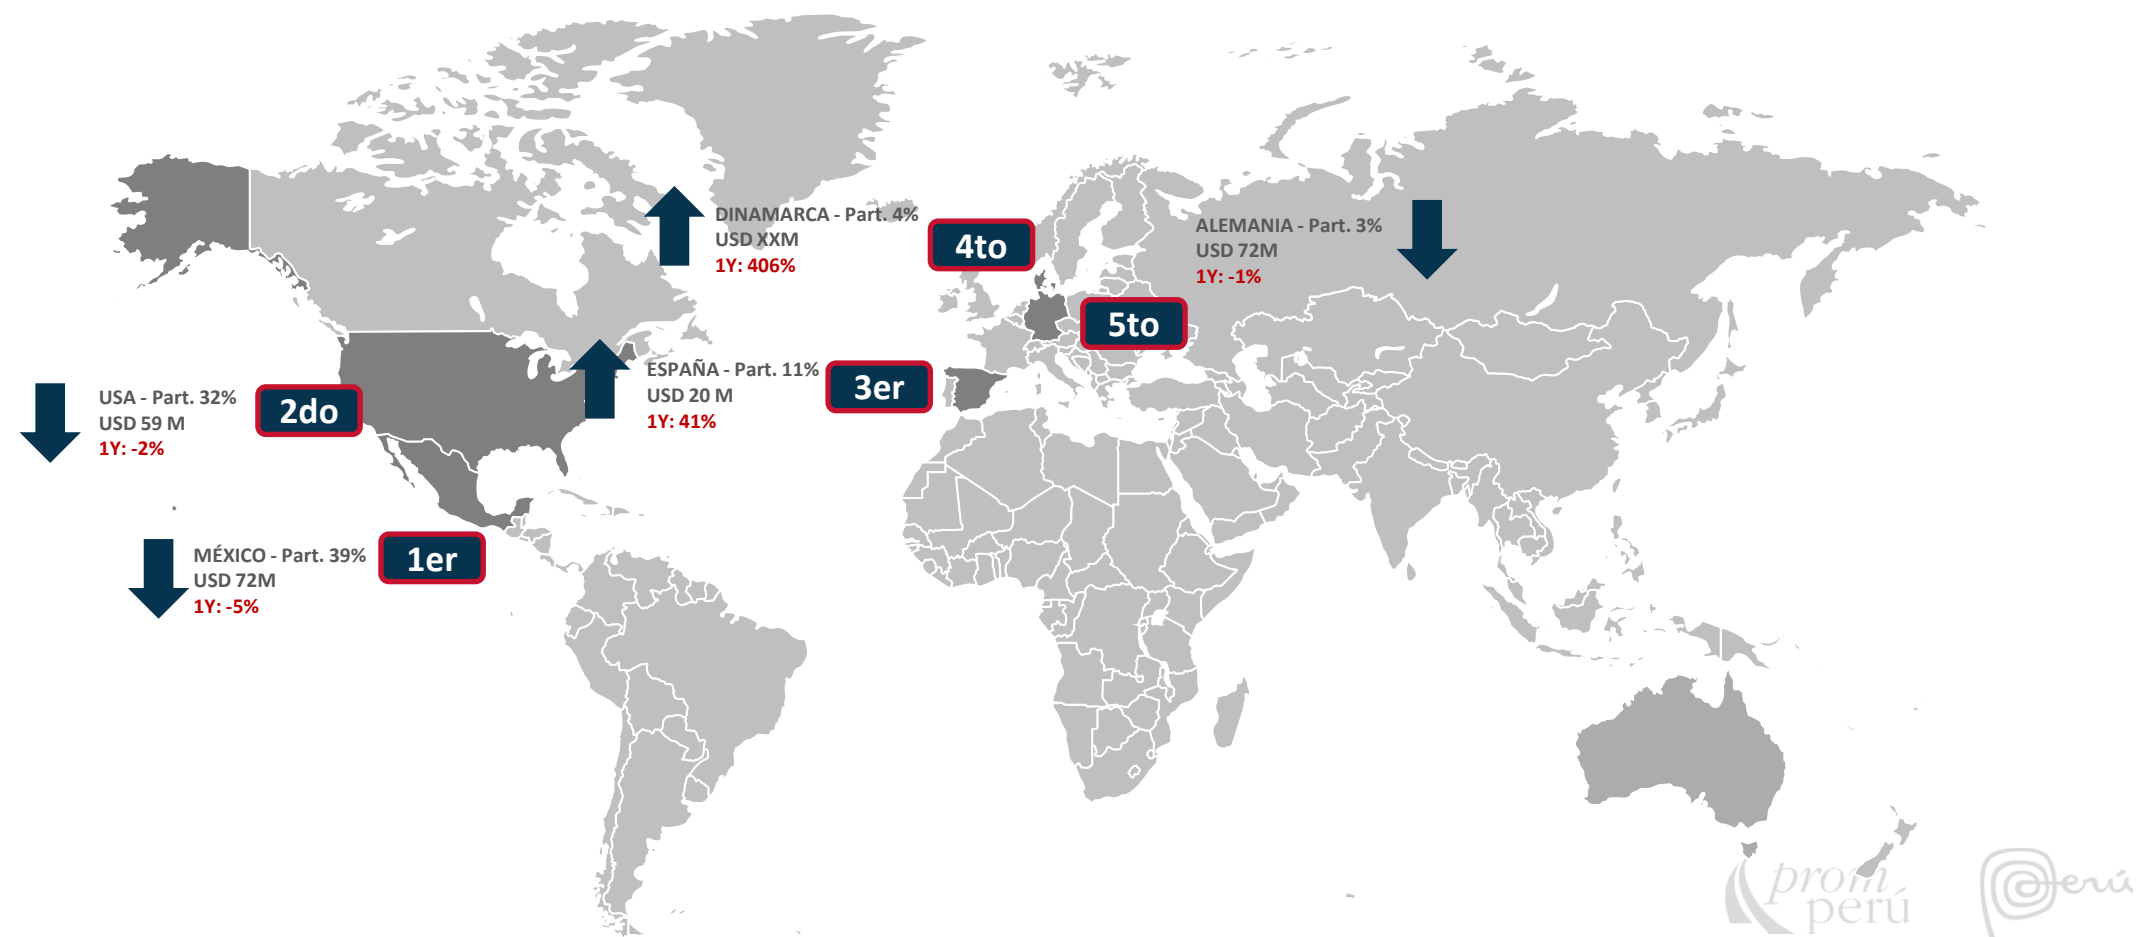 DINAMARCA - Part. 4%
USD XXM
1Y: 406%
4to
ALEMANIA - Part. 3%
USD 72M
1Y: -1%
5to
ESPAÑA - Part. 11%
USD 20 M
1Y: 41%
3er
USA - Part. 32%
USD 59 M
1Y: -2%
2do
MÉXICO - Part. 39%
USD 72M
1Y: -5%
1er
prom
perú
Perú